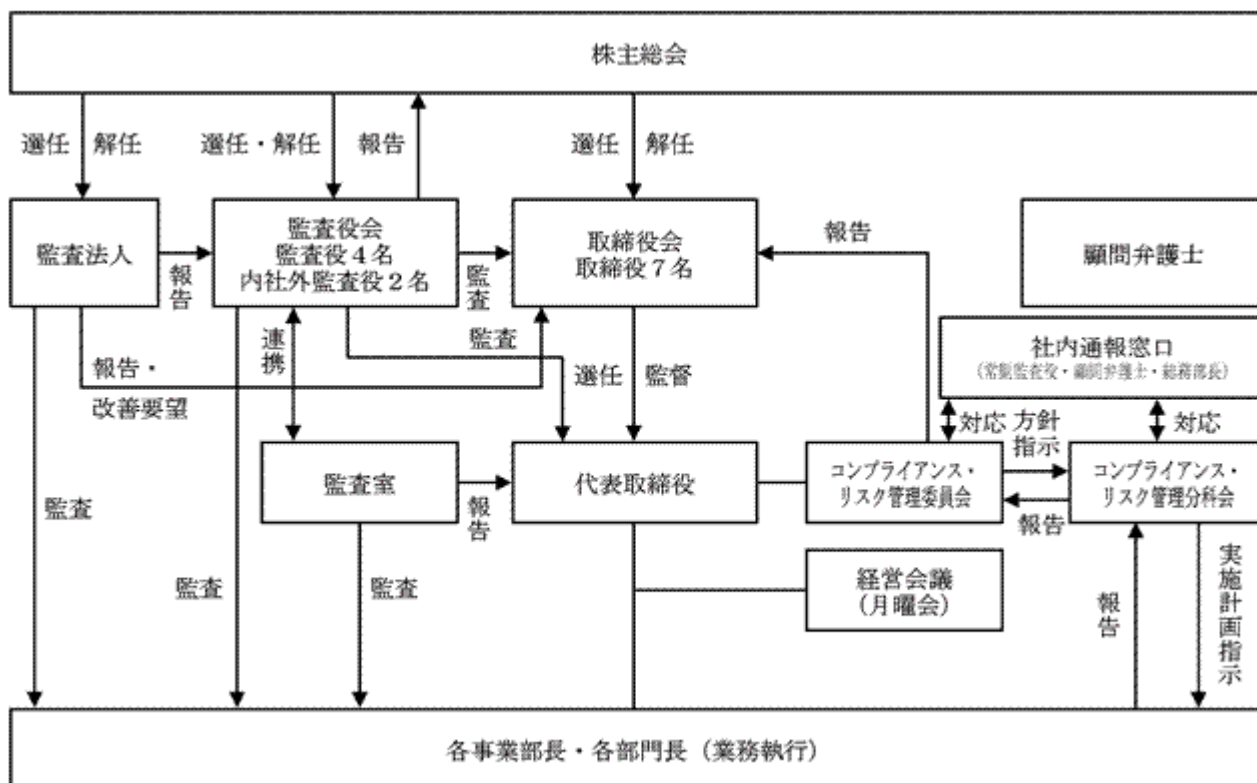 株主総会
選任 解任
選任・解任
報告
選任 解任
監査法人
報告
監査役会
監査役4名
内社外監査役2名
監査
取締役会
取締役7名
報告
顧問弁護士
社内通報窓口
(常勤監査役・顧問弁護士・総務部長)
報告・
改善要望
連携
監査
選任 監督
対応
方針
指示
対応
監査室
報告
代表取締役
コンプライアンス・
リスク管理委員会
報告
コンプライアンス・
リスク管理分科会
監査
監査
監査
経営会議
(月曜会)
報告
実施計画指示
各事業部長・各部門長(業務執行)